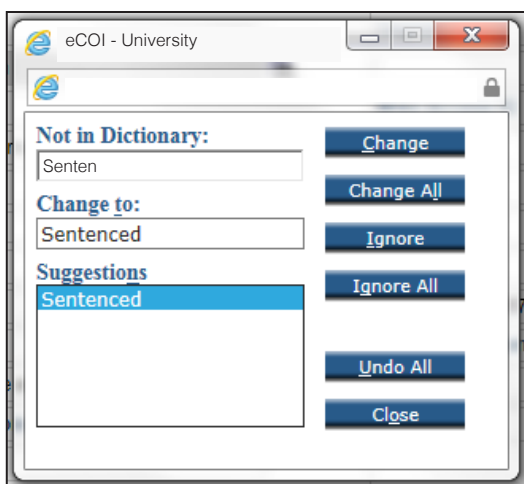 eCOI - University
Not in Dictionary:
Senten
Change to:
Sentenced
Suggestions
Sentenced
Change
Change All
Ignore
Ignore All
Undo All
Close